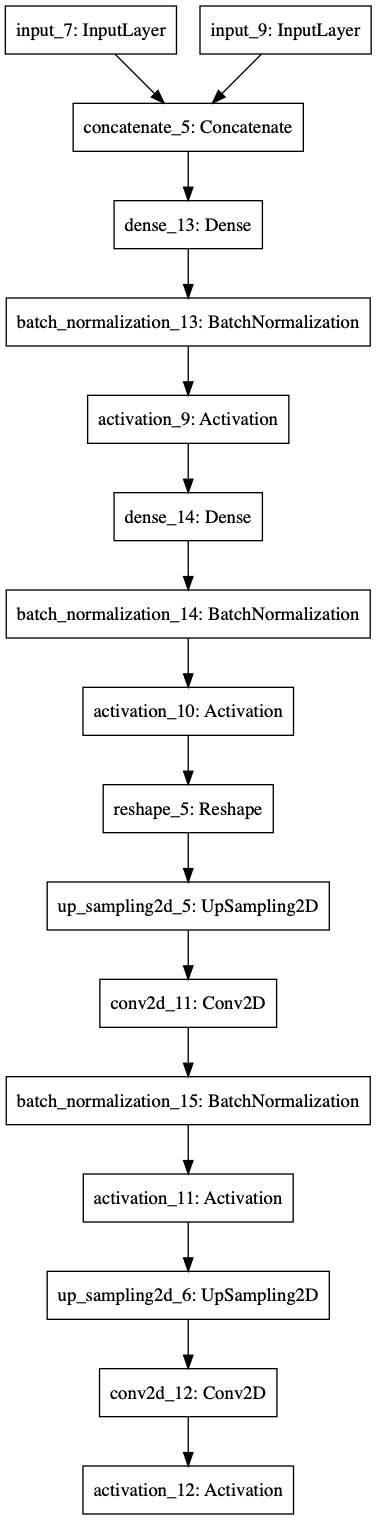 input_7: InputLayer
input_9: InputLayer
concatenate_5: Concatenate
dense_13: Dense
batch_normalization_13: BatchNormalization
activation_9: Activation
dense_14: Dense
batch_normalization_14: BatchNormalization
activation_10: Activation
reshape_5: Reshape
up_sampling2d_5: UpSampling2D
conv2d_11: Conv2D
batch_normalization_15: BatchNormalization
activation_11: Activation
up_sampling2d_6: UpSampling2D
conv2d_12: Conv2D
activation_12: Activation